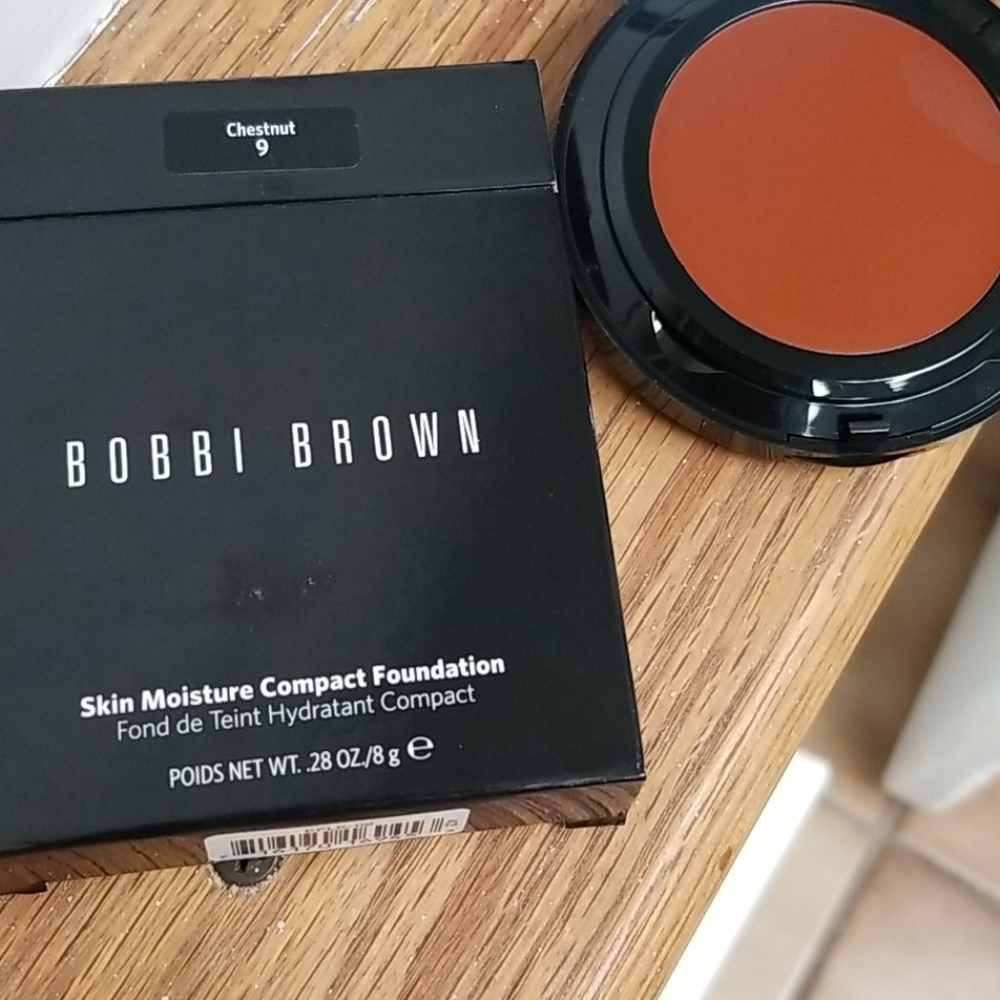 Chestnut
9
BOBBI BROWN
Skin Moisture Compact Foundation
Fond de Teint Hydratant Compact
POIDS NET WT. .28 OZ./8 g ℮